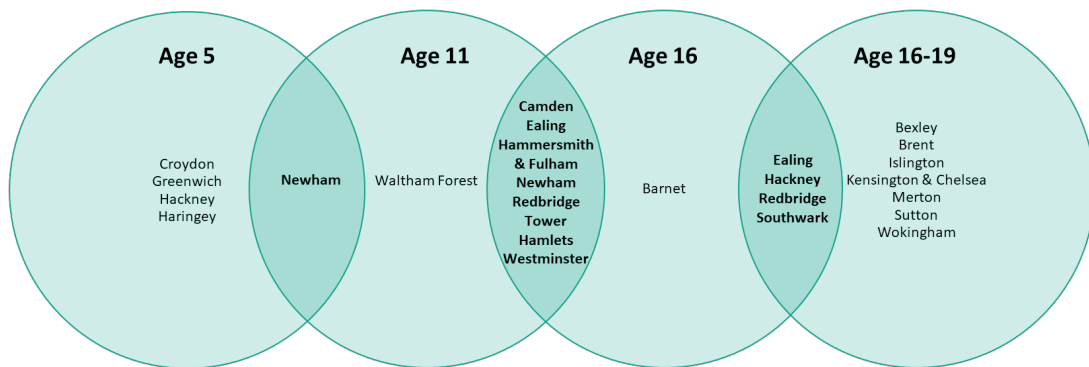 Age 5
Croydon
Greenwich
Hackney
Haringey
Newham
Age 11
Waltham Forest
Camden
Ealing
Hammersmith
& Fulham
Newham
Redbridge
Tower
Hamlets
Westminster
Age 16
Barnet
Ealing
Hackney
Redbridge
Southwark
Age 16-19
Bexley
Brent
Islington
Kensington & Chelsea
Merton
Sutton
Wokingham